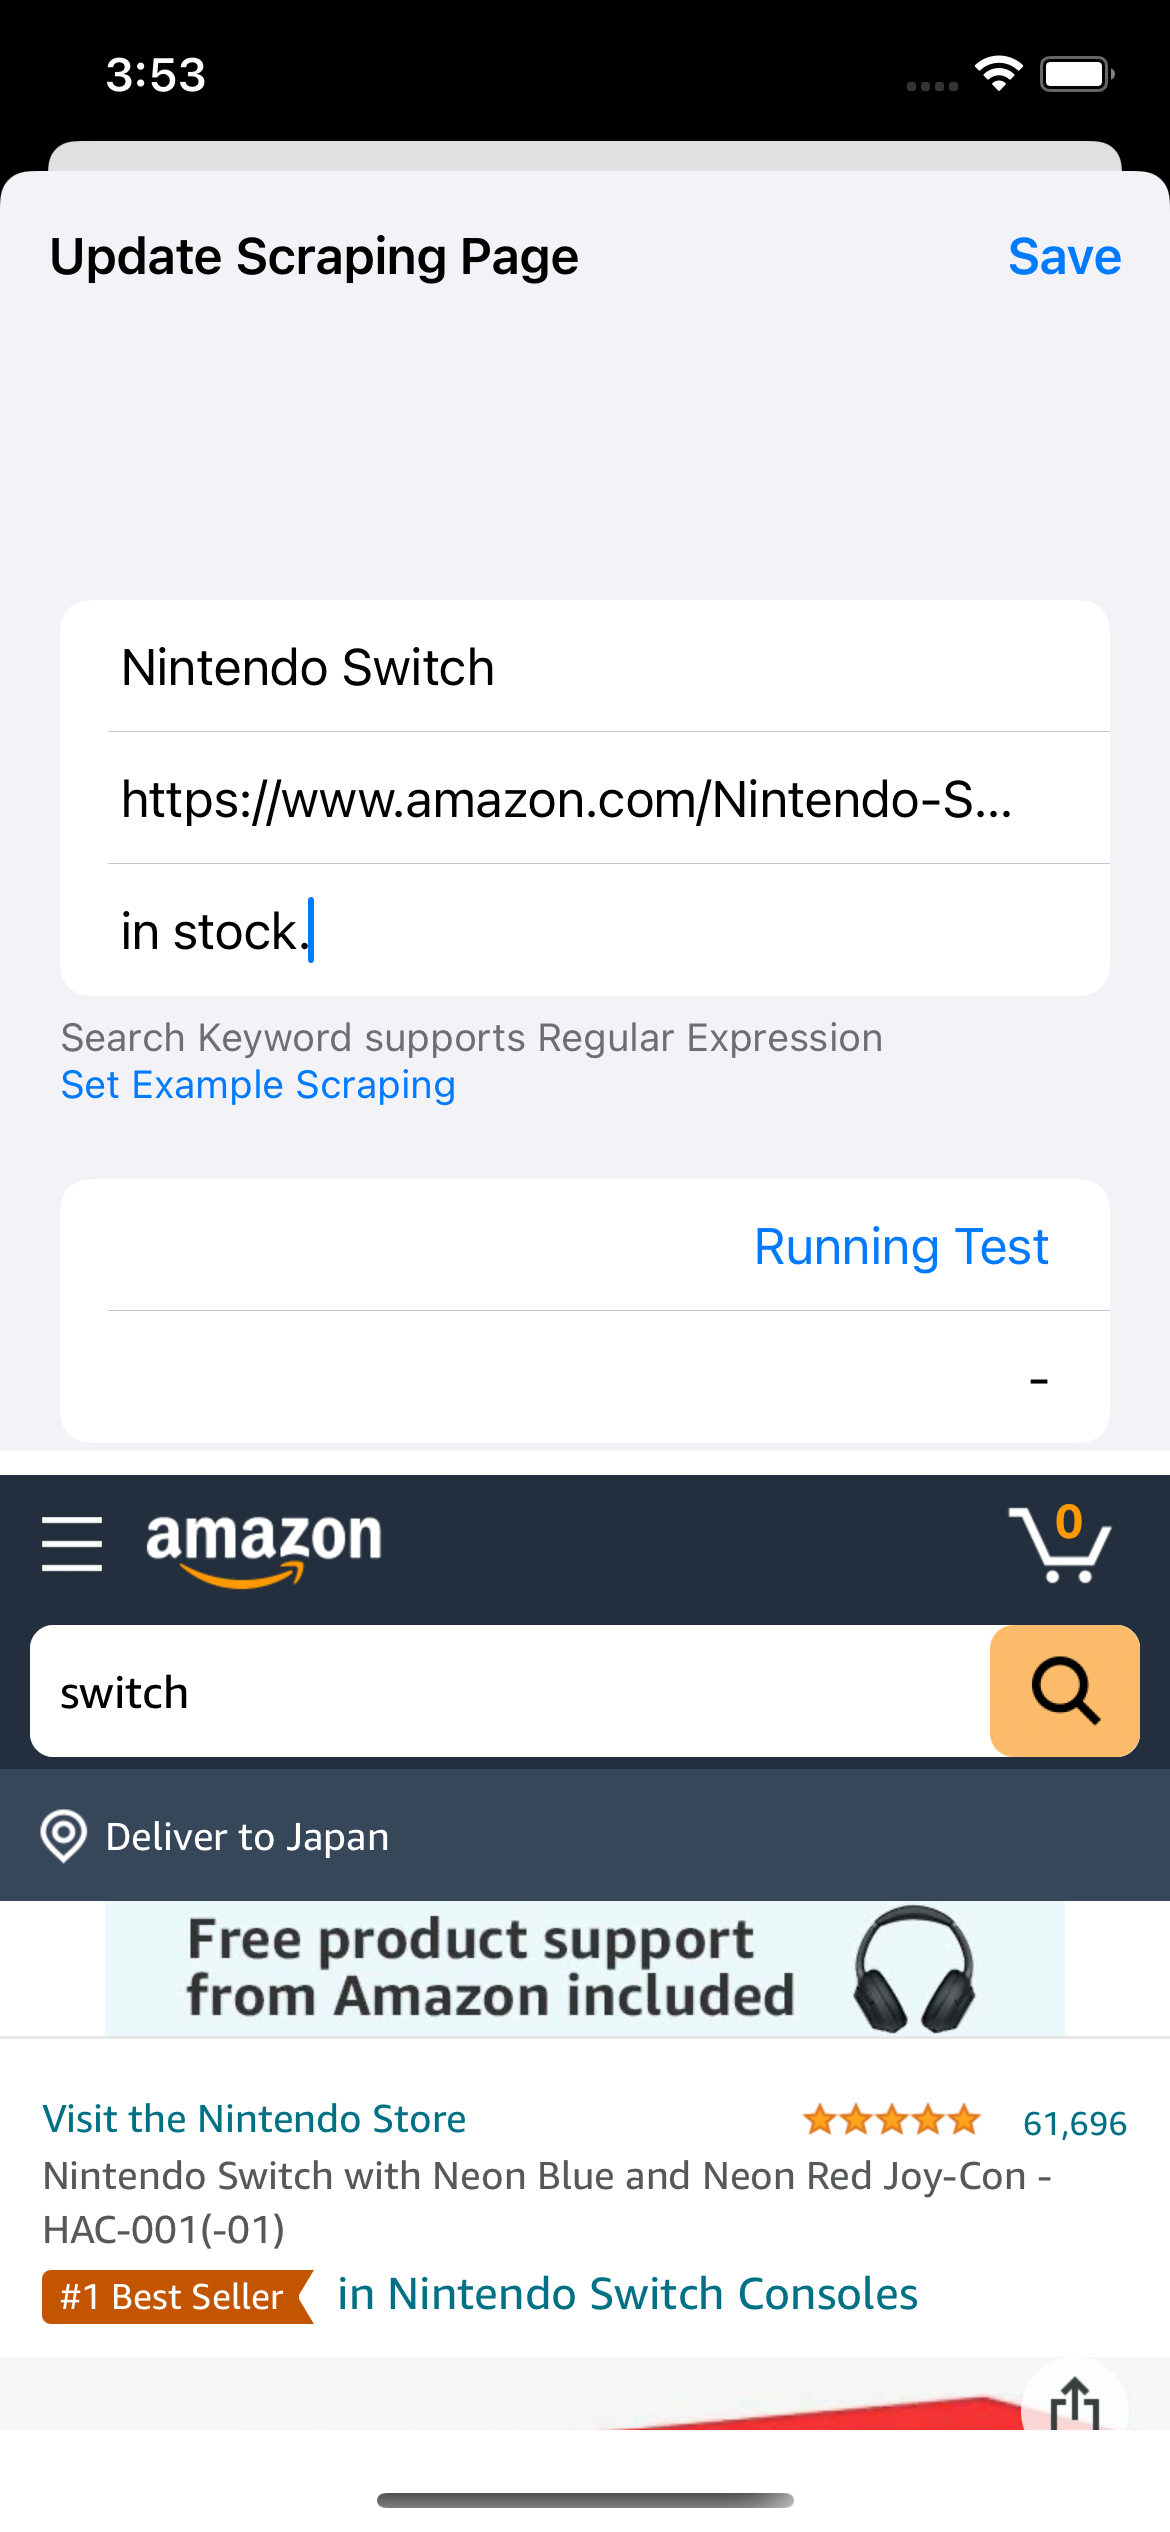 3:53
Update Scraping Page
Save
Nintendo Switch
https://www.amazon.com/Nintendo-S...
in stock.
Search Keyword supports Regular Expression
Set Example Scraping
Running Test
-
amazon
0
switch
Deliver to Japan
Free product support
from Amazon included
Visit the Nintendo Store
61,696
Nintendo Switch with Neon Blue and Neon Red Joy-Con -
HAC-001(-01)
#1 Best Seller in Nintendo Switch Consoles